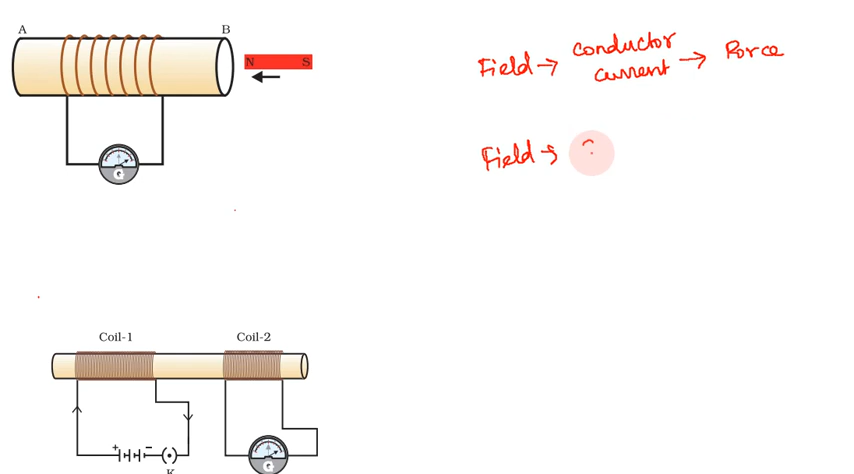 A
B
N
S
G
Field → conductor current → Force
Field →
Coil-1
Coil-2
+
−
K
G